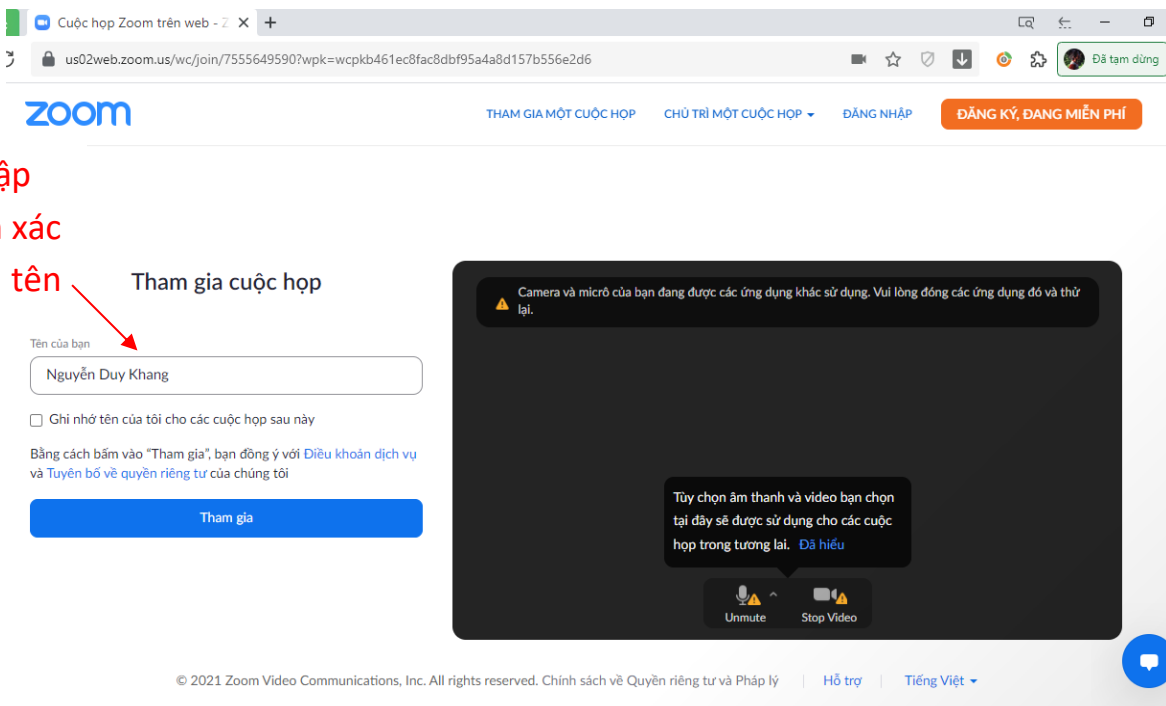 Cuộc họp Zoom trên web - Z
us02web.zoom.us/wc/join/7555649590?wpk=wcpkb461ec8fac8dbf95a4a8d157b556e2d6
Đã tạm dừng
zoom
THAM GIA MỘT CUỘC HỌP
CHỦ TRÌ MỘT CUỘC HỌP
ĐĂNG NHẬP
ĐĂNG KÝ, ĐANG MIỄN PHÍ
ập
xác
tên
Tham gia cuộc họp
Tên của bạn
Nguyễn Duy Khang
Ghi nhớ tên của tôi cho các cuộc họp sau này
Bằng cách bấm vào "Tham gia", bạn đồng ý với Điều khoản dịch vụ
và Tuyên bố về quyền riêng tư của chúng tôi
Tham gia
Camera và micrô của bạn đang được các ứng dụng khác sử dụng. Vui lòng đóng các ứng dụng đó và thử
lại.
Tùy chọn âm thanh và video bạn chọn
tại đây sẽ được sử dụng cho các cuộc
họp trong tương lai. Đã hiểu
Unmute
Stop Video
© 2021 Zoom Video Communications, Inc. All rights reserved. Chính sách về Quyền riêng tư và Pháp lý
Hỗ trợ
Tiếng Việt